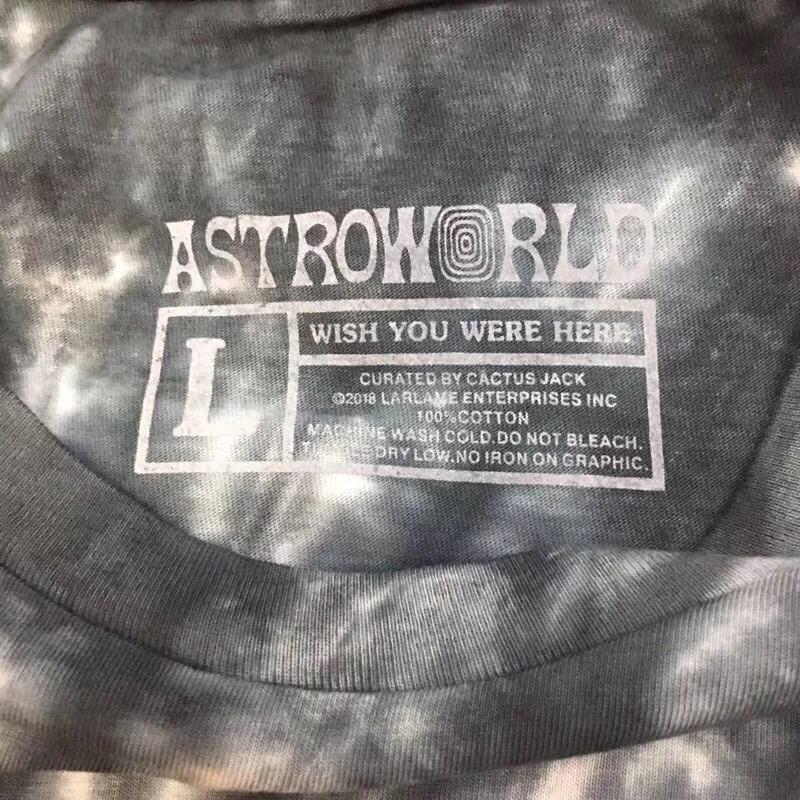 ASTROWORLD
L
WISH YOU WERE HERE
CURATED BY CACTUS JACK
©2018 LARLAME ENTERPRISES INC
100%COTTON
MACHINE WASH COLD.DO NOT BLEACH.
DRY LOW.NO IRON ON GRAPHIC.